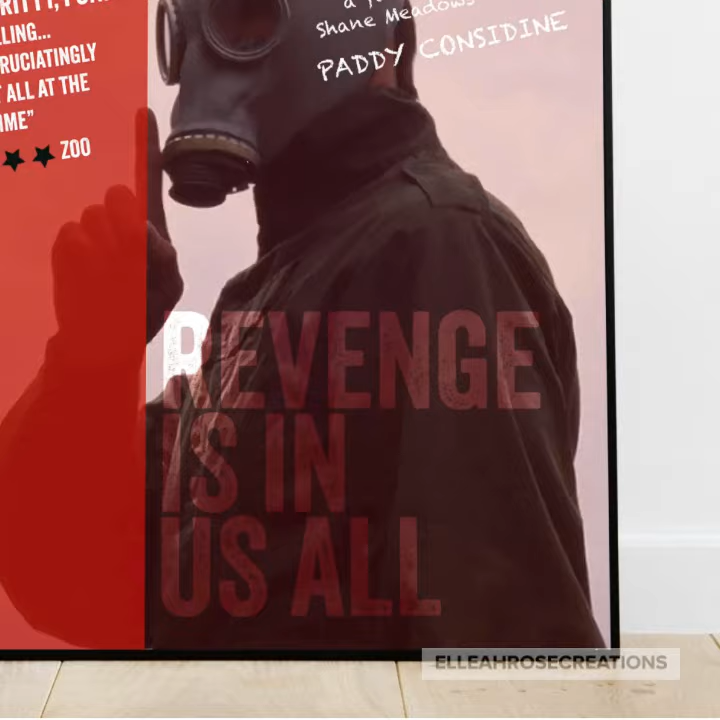 LLING...
RUCIATINGLY
ALL AT THE
IME"
ZOO
a
Shane Meadows
PADDY CONSIDINE
REVENGE
IS IN
US ALL
ELLEAHROSECREATIONS